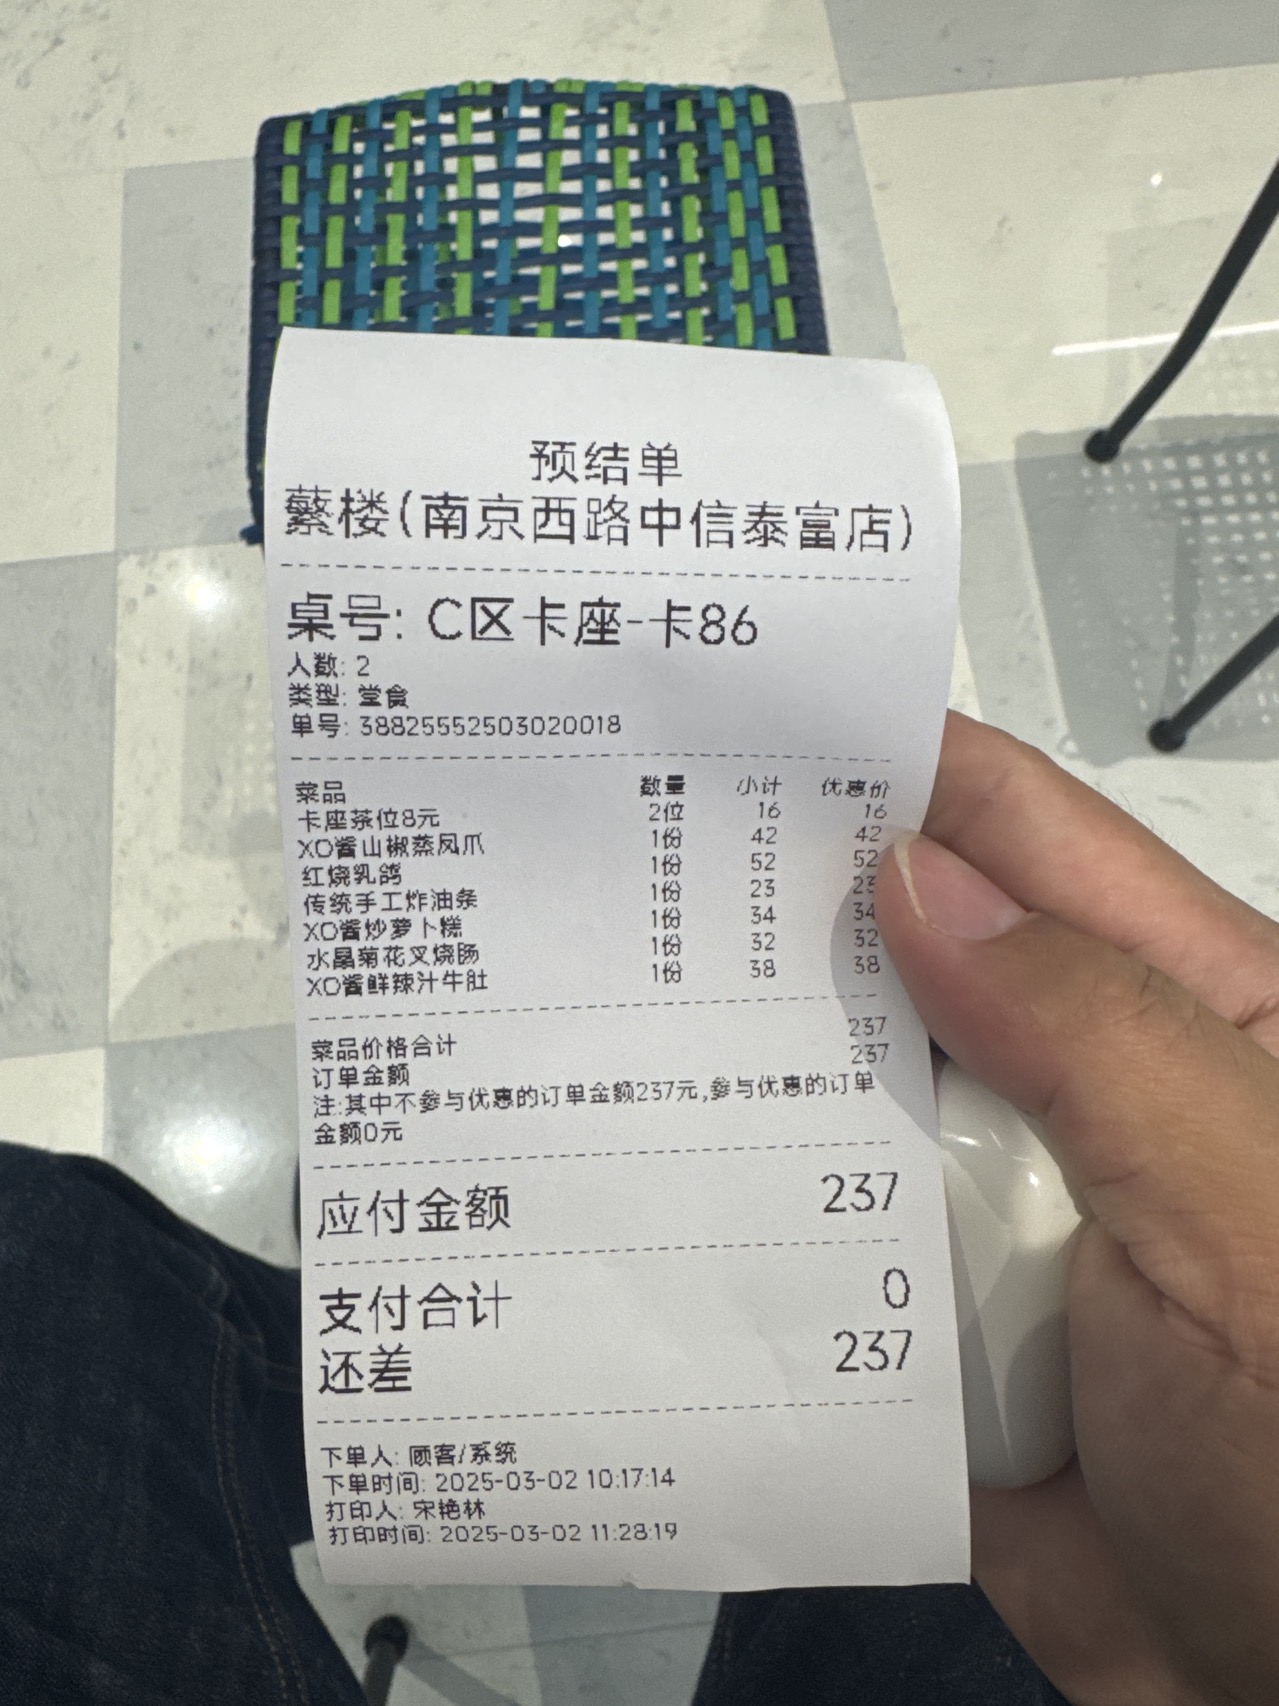 预结单
蘩楼(南京西路中信泰富店)
桌号: C区卡座-卡86
人数: 2
类型: 堂食
单号: 38825552503020018
菜品 数量 小计 优惠价
卡座茶位8元 2位 16 16
XO酱山椒蒸凤爪 1份 42 42
红烧乳鸽 1份 52 52
传统手工炸油条 1份 23 23
XO酱炒萝卜糕 1份 34 34
水晶菊花叉烧肠 1份 32 32
XO酱鲜辣汁牛肚 1份 38 38
菜品价格合计 237
订单金额 237
注:其中不参与优惠的订单金额237元,参与优惠的订单
金额0元
应付金额 237
支付合计 0
还差 237
下单人: 顾客/系统
下单时间: 2025-03-02 10:17:14
打印人: 宋艳林
打印时间: 2025-03-02 11:28:19